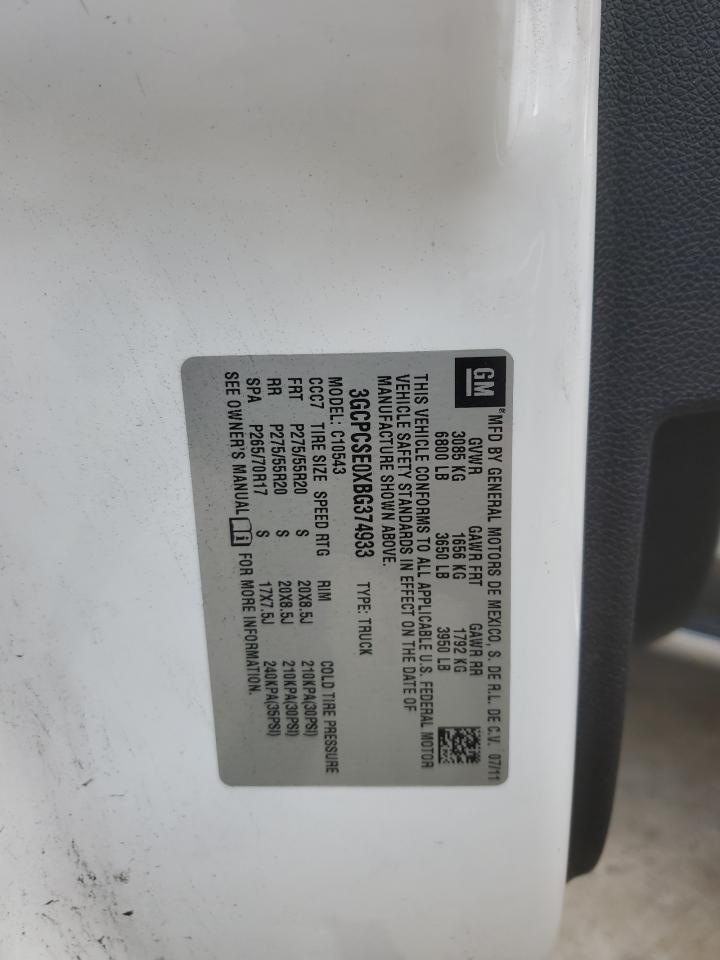 GM
® MFD BY GENERAL MOTORS DE MEXICO, S. DE R.L. DE C.V. 07/11
GVWR GAWR FRT GAWR RR
3085 KG 1656 KG 1792 KG
6800 LB 3650 LB 3950 LB
THIS VEHICLE CONFORMS TO ALL APPLICABLE U.S. FEDERAL MOTOR
VEHICLE SAFETY STANDARDS IN EFFECT ON THE DATE OF
MANUFACTURE SHOWN ABOVE.
3GCPCSE0XBG374933 TYPE: TRUCK
MODEL: C10543
CCC7 TIRE SIZE SPEED RTG RIM COLD TIRE PRESSURE
FRT P275/55R20 S 20X8.5J 210KPA(30PSI)
RR P275/55R20 S 20X8.5J 210KPA(30PSI)
SPA P265/70R17 S 17X7.5J 240KPA(35PSI)
SEE OWNER'S MANUAL i FOR MORE INFORMATION.